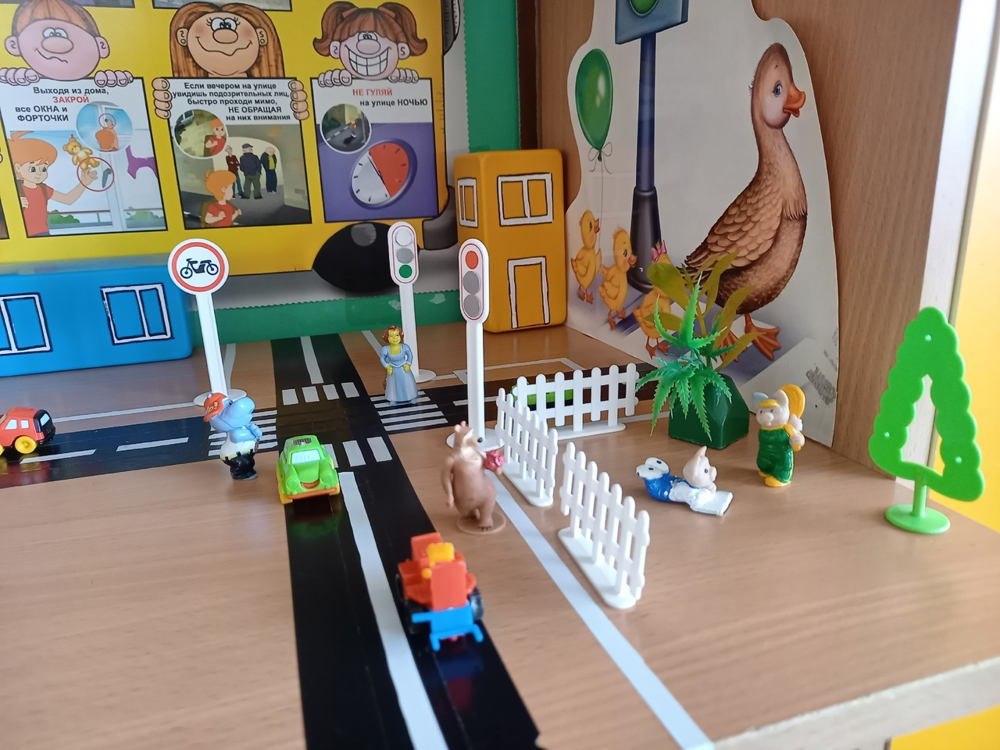 Выходя из дома,
ЗАКРОЙ
все ОКНА и
ФОРТОЧКИ
Если вечером на улице
увидишь подозрительных лиц,
быстро проходи мимо,
НЕ ОБРАЩАЯ
на них внимания
НЕ ГУЛЯЙ
на улице НОЧЬЮ